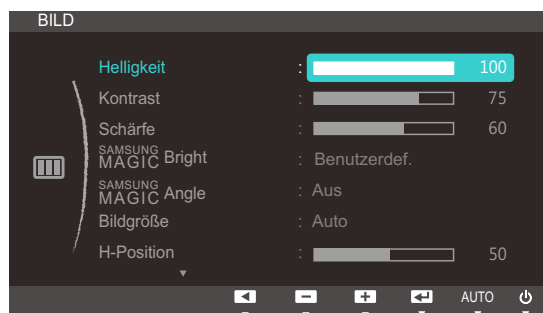 BILD
Helligkeit : 100
Kontrast : 75
Schärfe : 60
SAMSUNG MAGIC Bright : Benutzerdef.
SAMSUNG MAGIC Angle : Aus
Bildgröße : Auto
H-Position : 50
AUTO